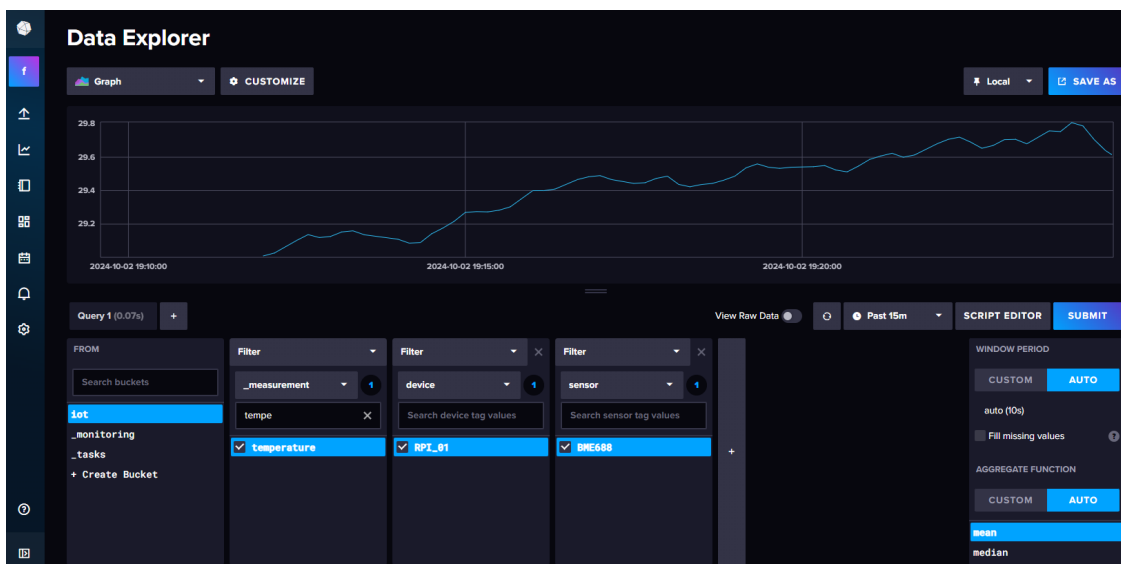 Data Explorer
f
Graph
CUSTOMIZE
Local
SAVE AS
29.8
29.6
29.4
29.2
2024-10-02 19:10:00
2024-10-02 19:15:00
2024-10-02 19:20:00
Query 1 (0.07s)
+
View Raw Data
Past 15m
SCRIPT EDITOR
SUBMIT
FROM
Search buckets
iot
_monitoring
_tasks
+ Create Bucket
Filter
_measurement
1
tempe
temperature
Filter
device
1
Search device tag values
RPI_01
Filter
sensor
1
Search sensor tag values
BME688
+
WINDOW PERIOD
CUSTOM
AUTO
auto (10s)
Fill missing values
?
AGGREGATE FUNCTION
CUSTOM
AUTO
mean
median